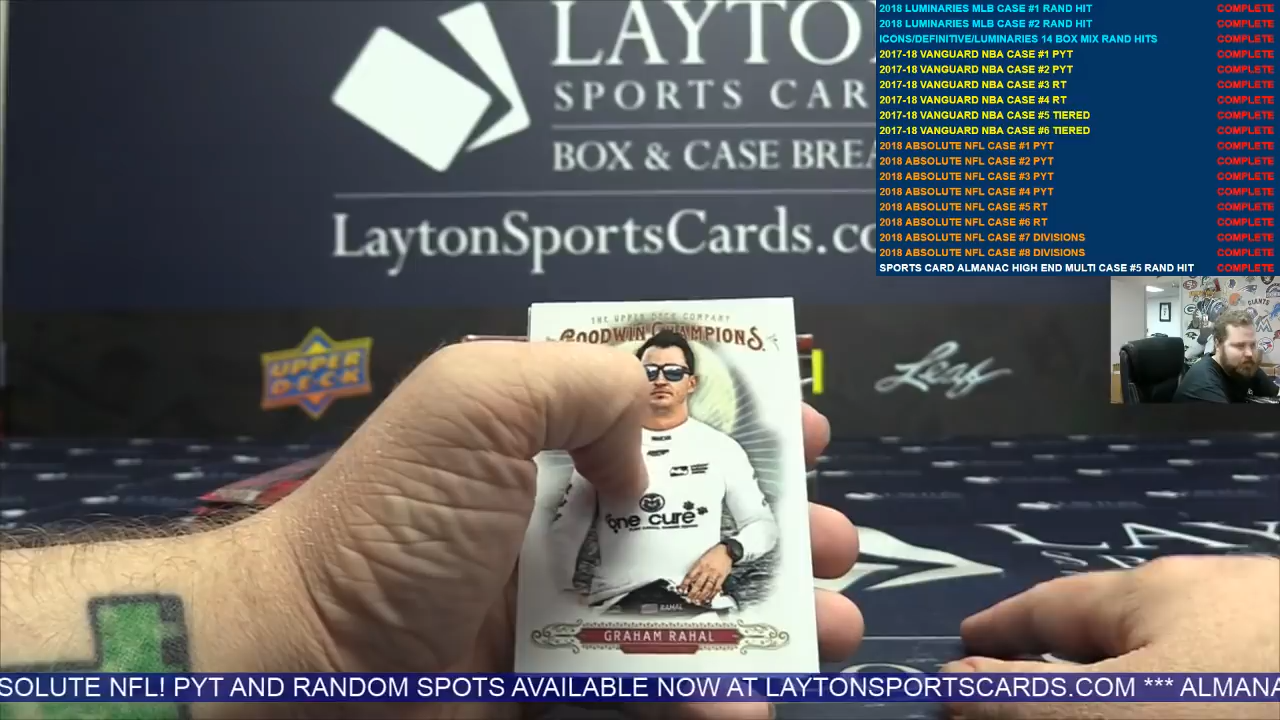 LAYTO
SPORTS CAR
BOX & CASE BREA
LaytonSportsCards.co
2018 LUMINARIES MLB CASE #1 RAND HIT COMPLETE
2018 LUMINARIES MLB CASE #2 RAND HIT COMPLETE
ICONS/DEFINITIVE/LUMINARIES 14 BOX MIX RAND HITS COMPLETE
2017-18 VANGUARD NBA CASE #1 PYT COMPLETE
2017-18 VANGUARD NBA CASE #2 PYT COMPLETE
2017-18 VANGUARD NBA CASE #3 RT COMPLETE
2017-18 VANGUARD NBA CASE #4 RT COMPLETE
2017-18 VANGUARD NBA CASE #5 TIERED COMPLETE
2017-18 VANGUARD NBA CASE #6 TIERED COMPLETE
2018 ABSOLUTE NFL CASE #1 PYT COMPLETE
2018 ABSOLUTE NFL CASE #2 PYT COMPLETE
2018 ABSOLUTE NFL CASE #3 PYT COMPLETE
2018 ABSOLUTE NFL CASE #4 PYT COMPLETE
2018 ABSOLUTE NFL CASE #5 RT COMPLETE
2018 ABSOLUTE NFL CASE #6 RT COMPLETE
2018 ABSOLUTE NFL CASE #7 DIVISIONS COMPLETE
2018 ABSOLUTE NFL CASE #8 DIVISIONS COMPLETE
SPORTS CARD ALMANAC HIGH END MULTI CASE #5 RAND HIT COMPLETE
GIANTS
THE UPPER DECK COMPANY
GOODWIN CHAMPIONS
UPPER DECK
Leaf
one cure
RAHAL
GRAHAM RAHAL
SOLUTE NFL! PYT AND RANDOM SPOTS AVAILABLE NOW AT LAYTONSPORTSCARDS.COM *** ALMANA